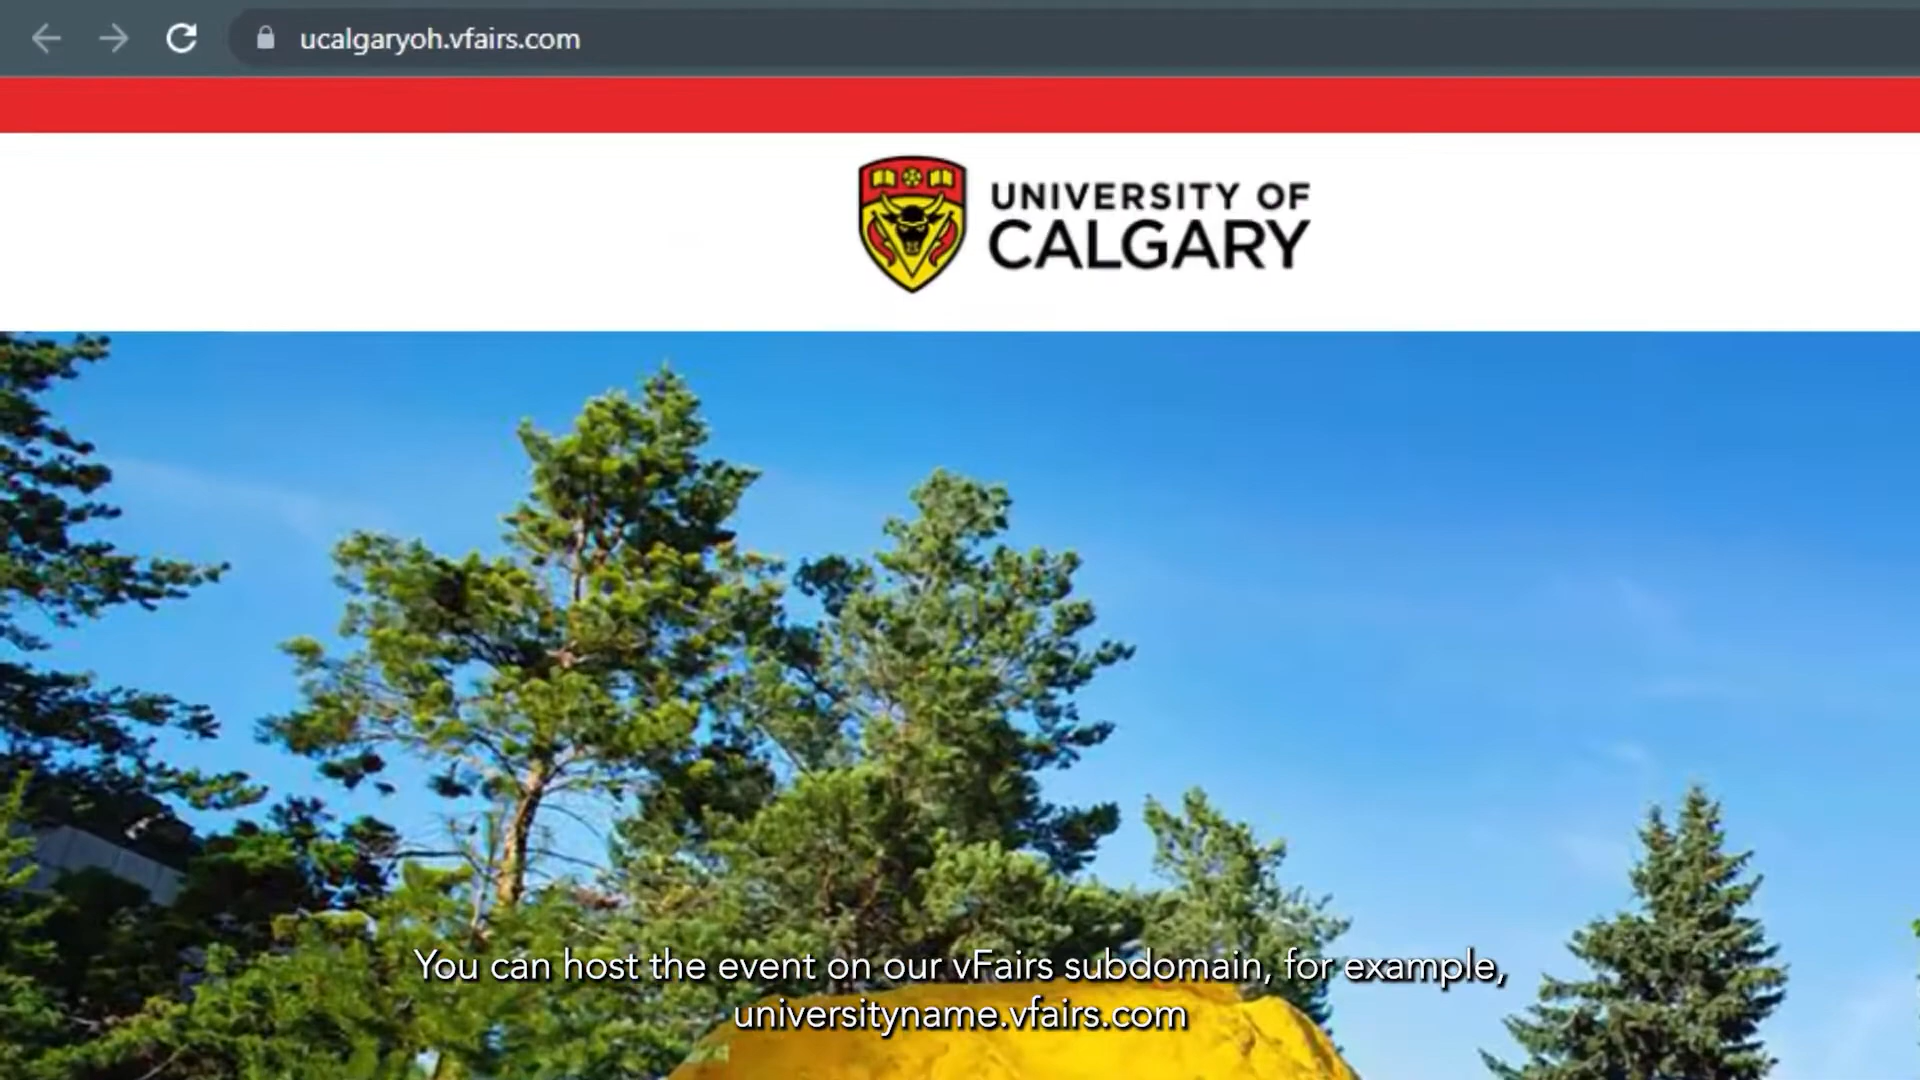 ucalgaryoh.vfairs.com
UNIVERSITY OF
CALGARY
You can host the event on our vFairs subdomain, for example,
universityname.vfairs.com